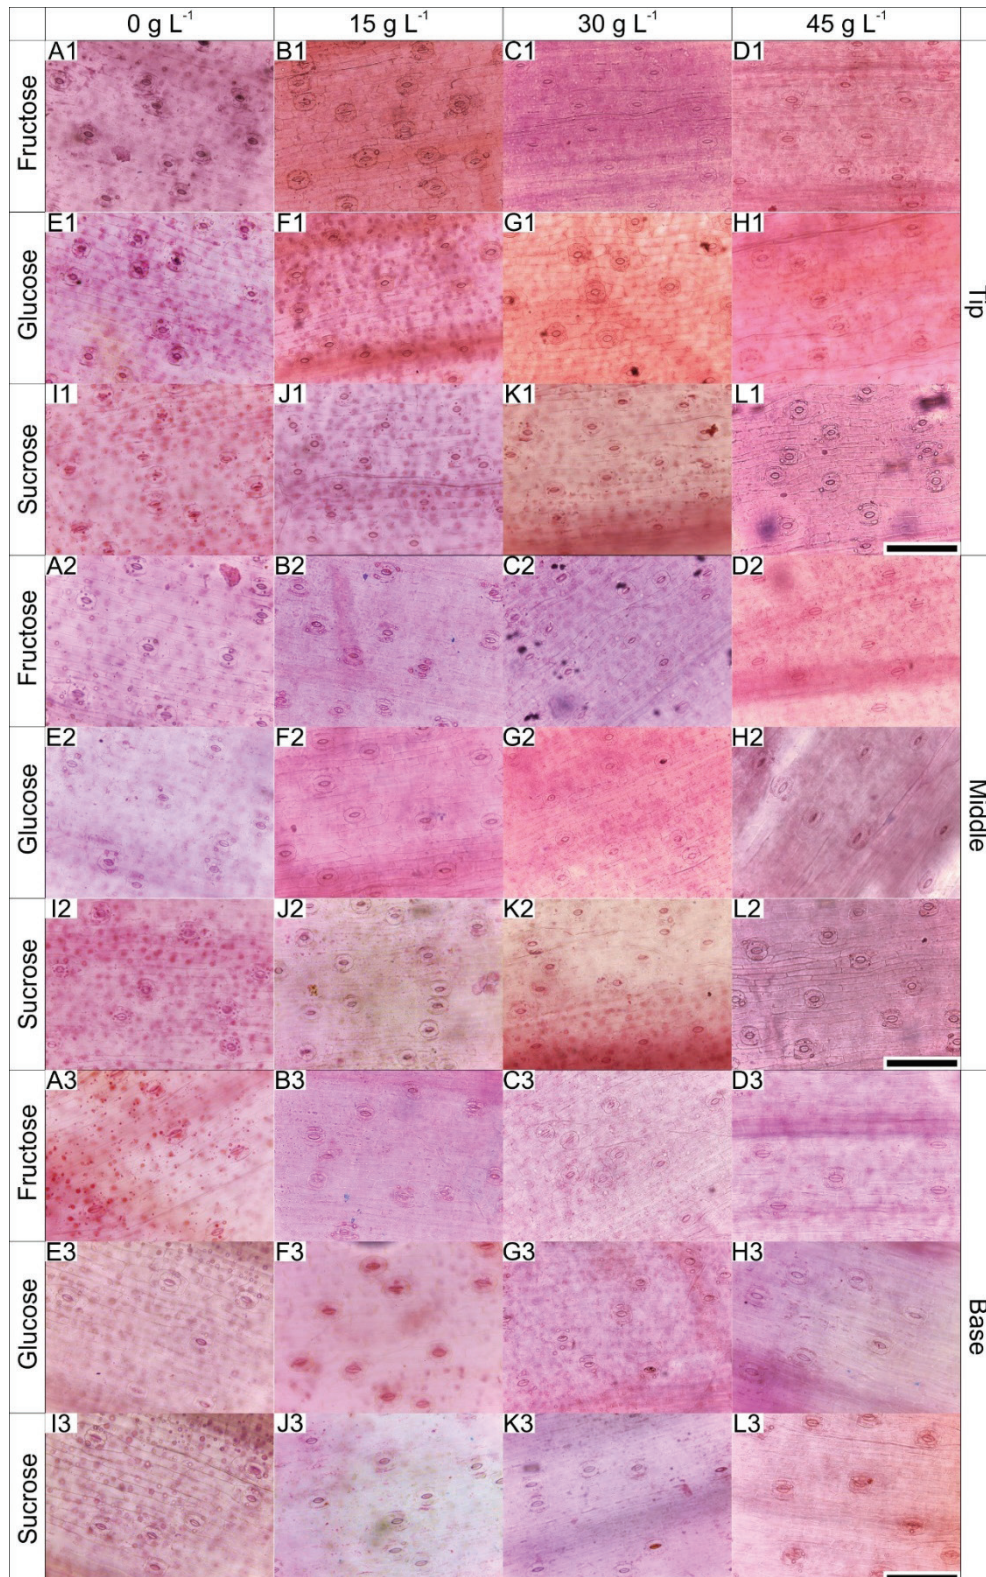 0 g L-1 15 g L-1 30 g L-1 45 g L-1
Fructose A1 B1 C1 D1
Glucose E1 F1 G1 H1 Tip
Sucrose I1 J1 K1 L1
Fructose A2 B2 C2 D2
Glucose E2 F2 G2 H2 Middle
Sucrose I2 J2 K2 L2
Fructose A3 B3 C3 D3
Glucose E3 F3 G3 H3 Base
Sucrose I3 J3 K3 L3